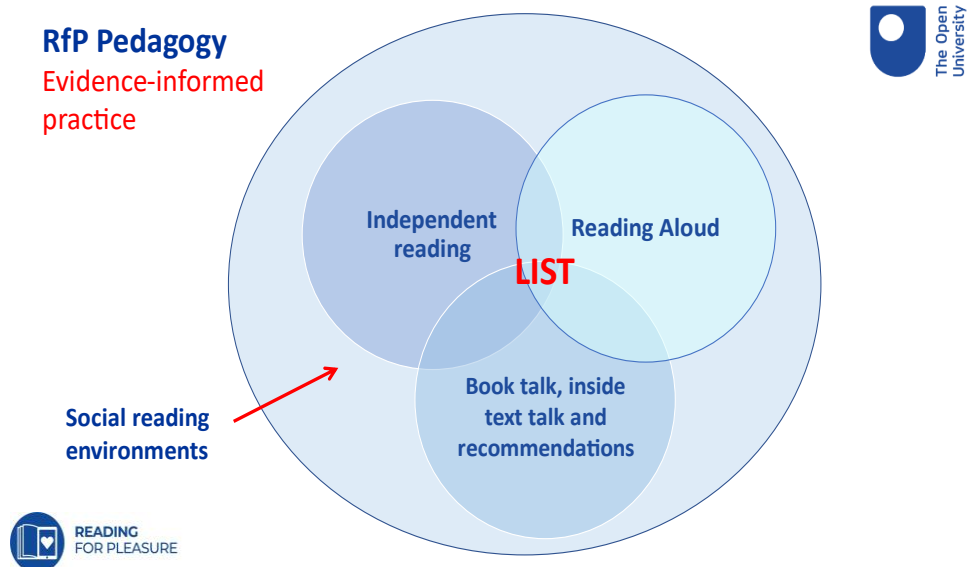 RfP Pedagogy
Evidence-informed
practice
The Open
University
Independent
reading
Reading Aloud
LIST
Book talk, inside
text talk and
recommendations
Social reading
environments
READING
FOR PLEASURE